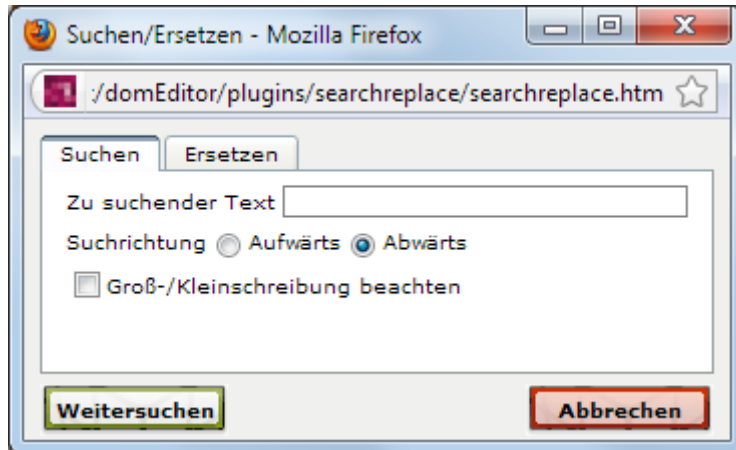 Suchen/Ersetzen - Mozilla Firefox
:/domEditor/plugins/searchreplace/searchreplace.htm
Suchen Ersetzen
Zu suchender Text
Suchrichtung Aufwärts Abwärts
Groß-/Kleinschreibung beachten
Weitersuchen Abbrechen